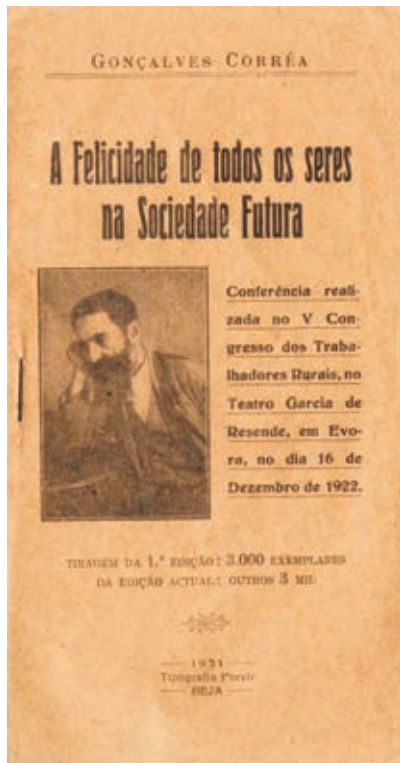 GONÇALVES CORRÊA
A Felicidade de todos os seres
na Sociedade Futura
Conferência reali-
zada no V Con-
gresso dos Traba-
lhadores Rurais, no
Teatro Garcia de
Resende, em Evo-
ra, no dia 16 de
Dezembro de 1922.
TIRAGEM DA 1.ª EDIÇÃO: 3.000 EXEMPLARES
DA EDIÇÃO ACTUAL: OUTROS 3 MIL
1931
Tipografia
BEJA